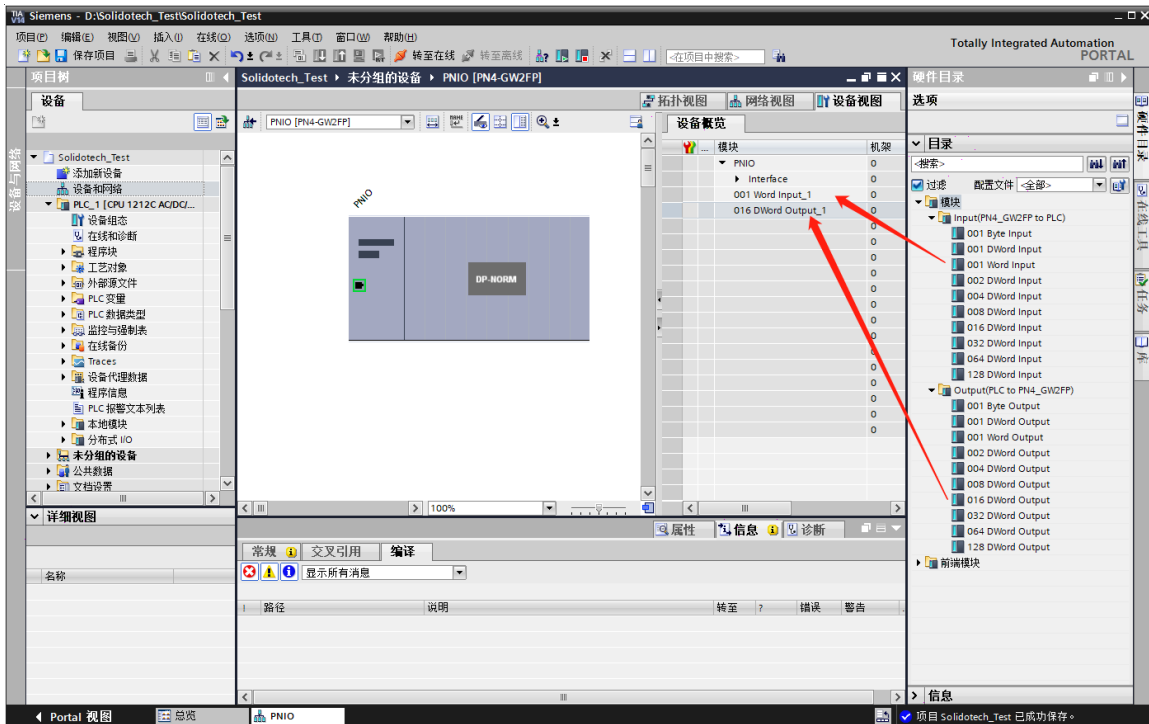 Siemens - D:\Solidotech_Test\Solidotech_Test
项目(P) 编辑(E) 视图(V) 插入(I) 在线(O) 选项(N) 工具(T) 窗口(W) 帮助(H)
Totally Integrated Automation
PORTAL
保存项目
转至在线
转至离线
<在项目中搜索>
项目树
设备
设备与网络
Solidotech_Test
添加新设备
设备和网络
PLC_1 [CPU 1212C AC/DC/...
设备组态
在线和诊断
程序块
工艺对象
外部源文件
PLC 变量
PLC 数据类型
监控与强制表
在线备份
Traces
设备代理数据
程序信息
PLC 报警文本列表
本地模块
分布式 I/O
未分组的设备
公共数据
文档设置
详细视图
名称
Solidotech_Test ▸ 未分组的设备 ▸ PNIO [PN4-GW2FP]
拓扑视图
网络视图
设备视图
PNIO [PN4-GW2FP]
PNIO
DP-NORM
100%
设备概览
... 模块 机架
PNIO 0
Interface 0
001 Word Input_1 0
016 DWord Output_1 0
0
0
0
0
0
0
0
0
0
0
0
0
0
0
属性
信息
诊断
常规
交叉引用
编译
显示所有消息
! 路径 说明 转至 ? 错误 警告
硬件目录
选项
目录
<搜索>
过滤 配置文件 <全部>
模块
Input(PN4_GW2FP to PLC)
001 Byte Input
001 DWord Input
001 Word Input
002 DWord Input
004 DWord Input
008 DWord Input
016 DWord Input
032 DWord Input
064 DWord Input
128 DWord Input
Output(PLC to PN4_GW2FP)
001 Byte Output
001 DWord Output
001 Word Output
002 DWord Output
004 DWord Output
008 DWord Output
016 DWord Output
032 DWord Output
064 DWord Output
128 DWord Output
前端模块
信息
硬件目录
在线工具
任务
库
Portal 视图
总览
PNIO
项目 Solidotech_Test 已成功保存。